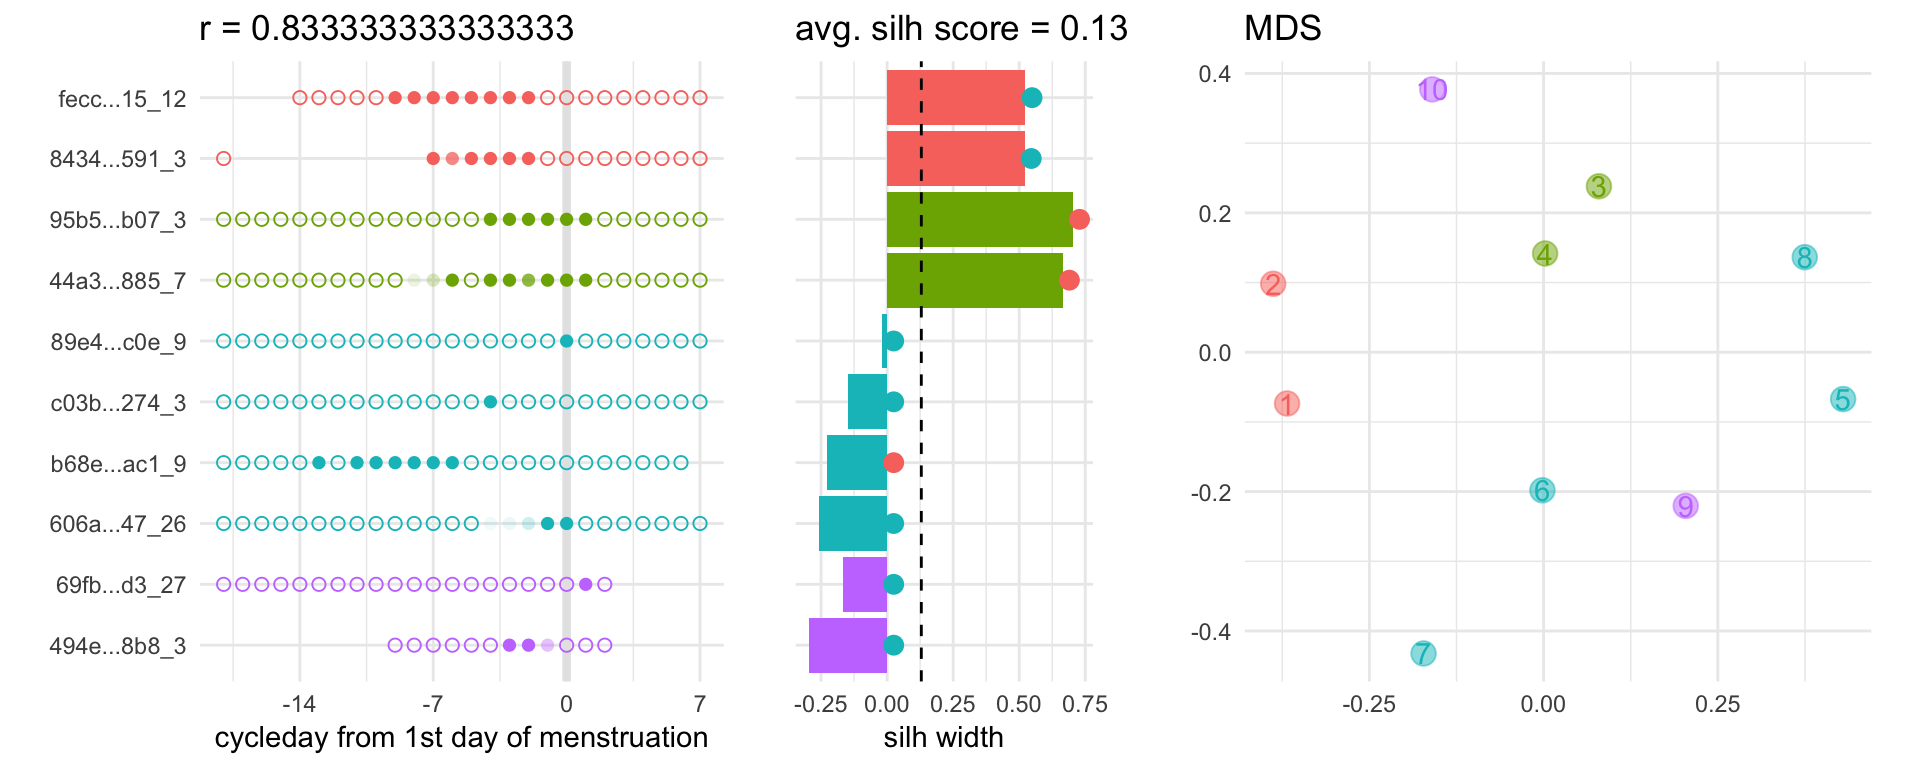 r = 0.833333333333333
fecc...15_12
8434...591_3
95b5...b07_3
44a3...885_7
89e4...c0e_9
c03b...274_3
b68e...ac1_9
606a...47_26
69fb...d3_27
494e...8b8_3
-14 -7 0 7
cycleday from 1st day of menstruation
avg. silh score = 0.13
-0.25 0.00 0.25 0.50 0.75
silh width
MDS
0.4
0.2
0.0
-0.2
-0.4
10
3
4
8
2
1
5
6
9
7
-0.25 0.00 0.25